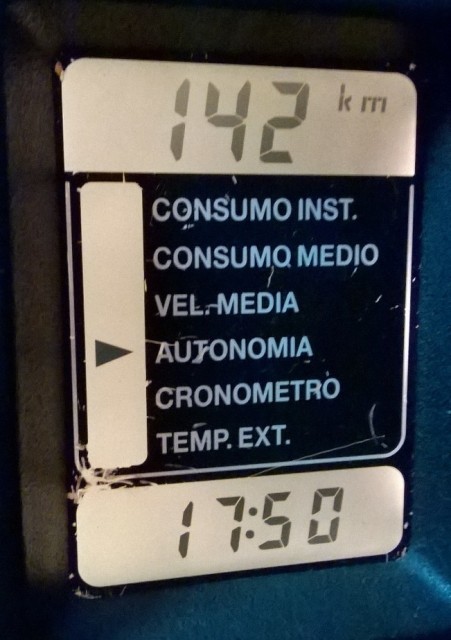 142 km
CONSUMO INST.
CONSUMO MEDIO
VEL. MEDIA
AUTONOMIA
CRONOMETRO
TEMP. EXT.
17:50